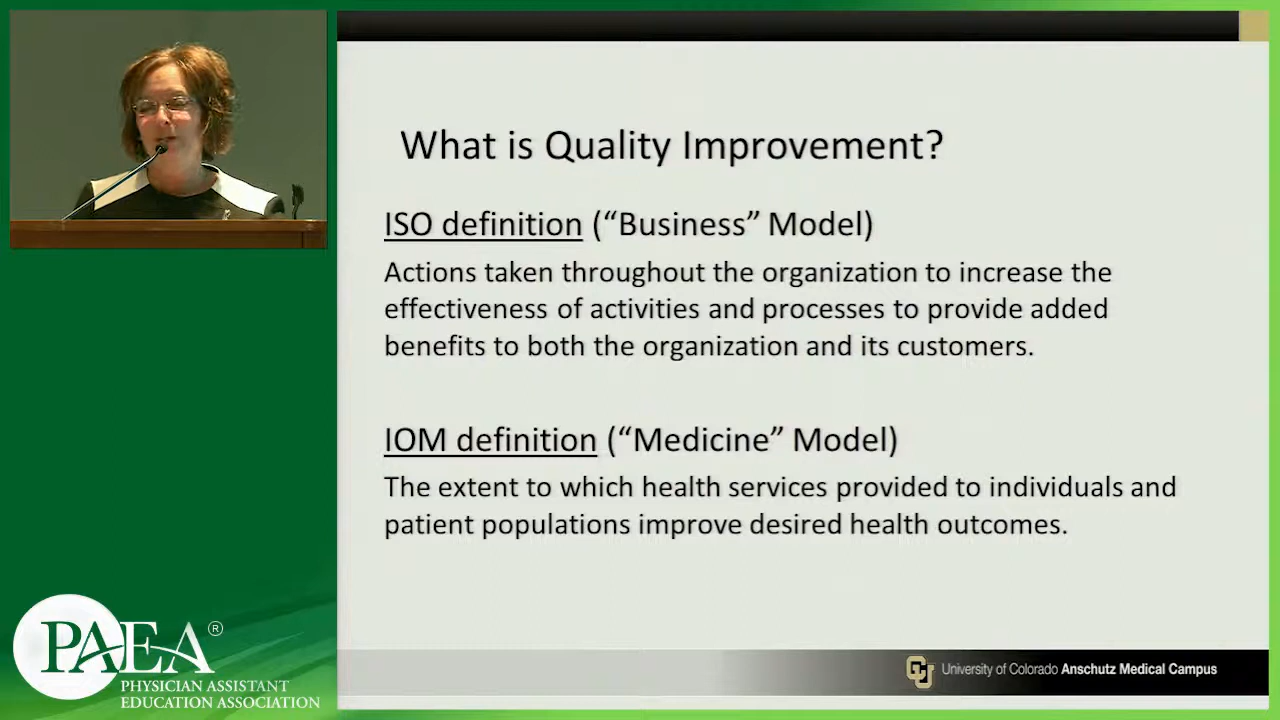 What is Quality Improvement?
ISO definition (“Business” Model)
Actions taken throughout the organization to increase the
effectiveness of activities and processes to provide added
benefits to both the organization and its customers.
IOM definition (“Medicine” Model)
The extent to which health services provided to individuals and
patient populations improve desired health outcomes.
PAEA®
PHYSICIAN ASSISTANT
EDUCATION ASSOCIATION
CU University of Colorado Anschutz Medical Campus